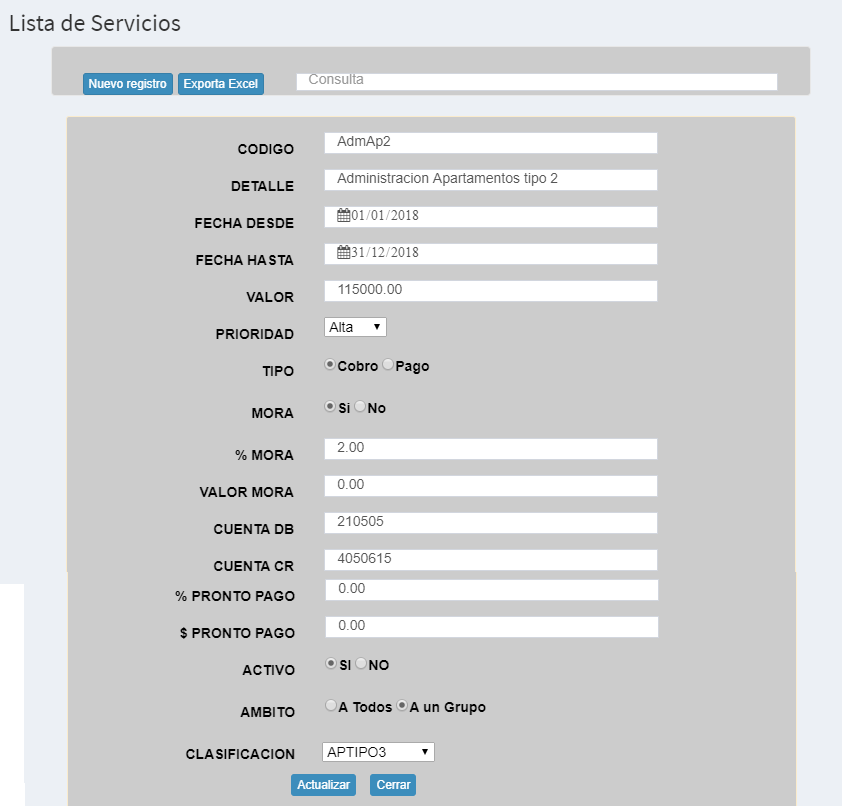 Lista de Servicios
Nuevo registro Exporta Excel Consulta
CODIGO AdmAp2
DETALLE Administracion Apartamentos tipo 2
FECHA DESDE 01/01/2018
FECHA HASTA 31/12/2018
VALOR 115000.00
PRIORIDAD Alta
TIPO Cobro Pago
MORA Si No
% MORA 2.00
VALOR MORA 0.00
CUENTA DB 210505
CUENTA CR 4050615
% PRONTO PAGO 0.00
$ PRONTO PAGO 0.00
ACTIVO SI NO
AMBITO A Todos A un Grupo
CLASIFICACION APTIPO3
Actualizar Cerrar